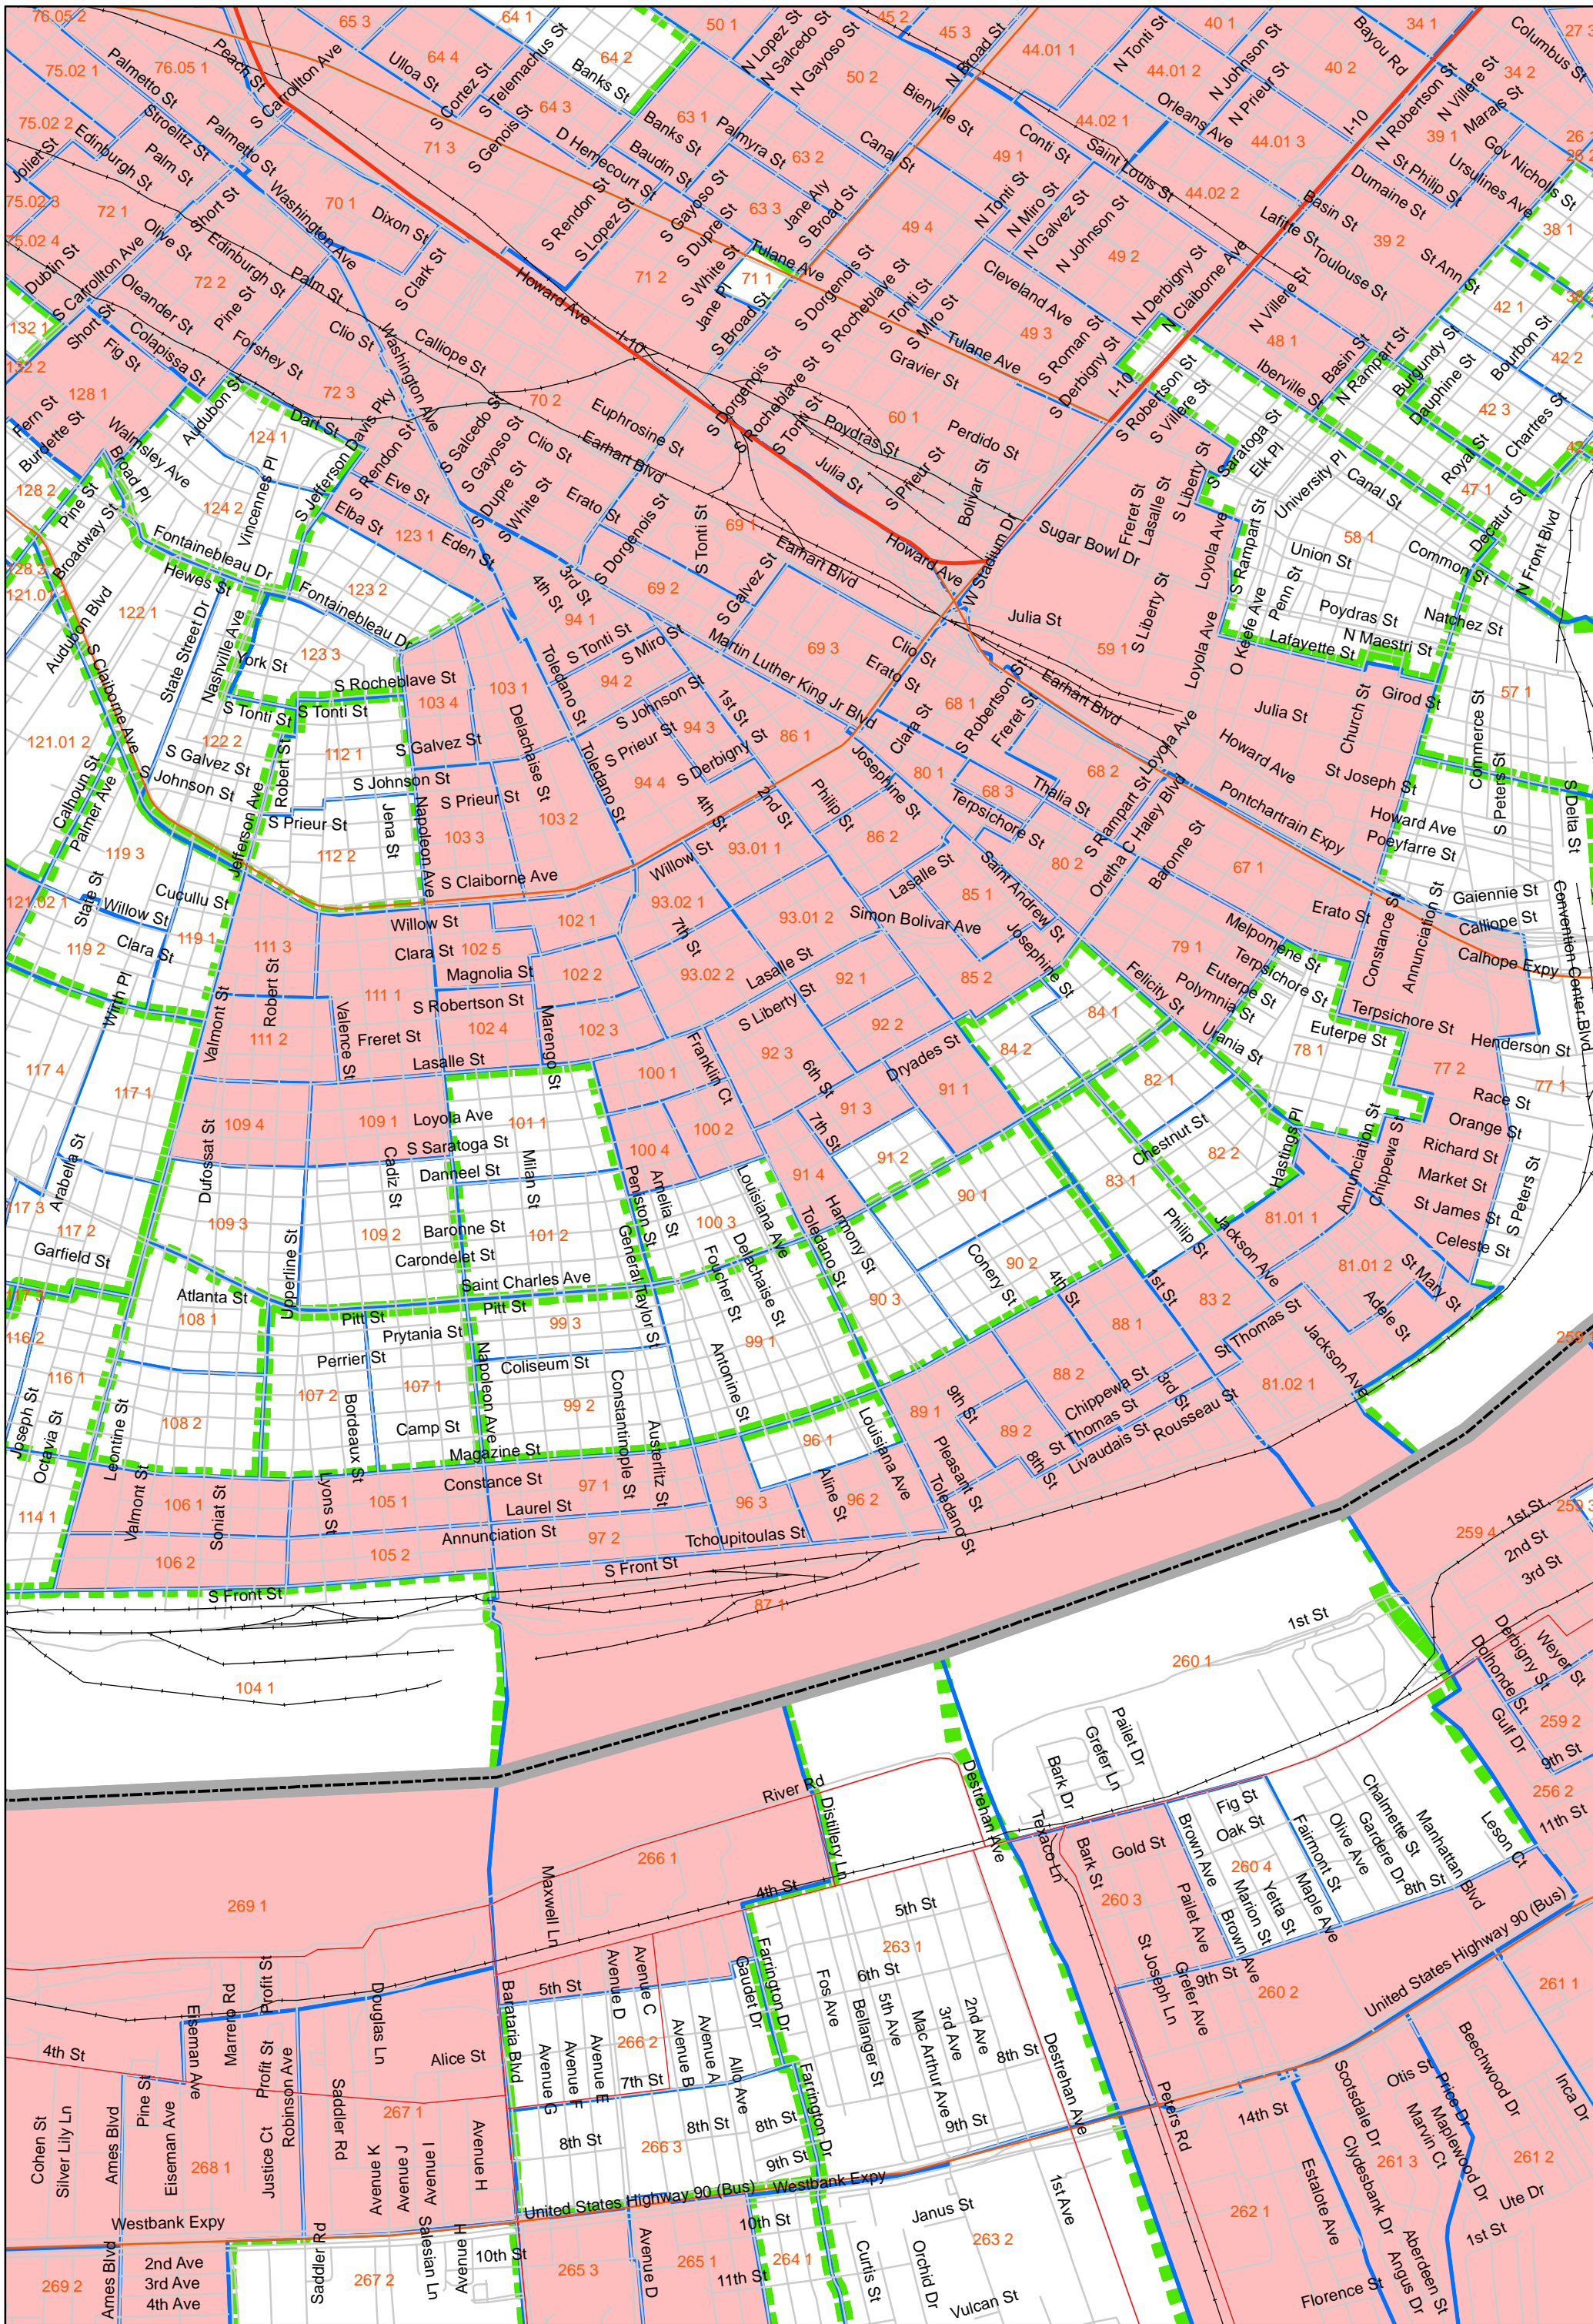 76.05 2
65 3
64 1
50 1
45 2
45 3
N Broad St
40 1
34 1
Columbus St
Peach St
S Carrollton Ave
64 4
Ulloa St
S Cortez St
S Telemachus St
64 2
Banks St
N Lopez St
N Salcedo St
N Gayoso St
50 2
44.01 1
N Tonti St
44.01 2
N Johnson St
N Prieur St
40 2
Bayou Rd
34 2
75.02 1
Palmetto St
76.05 1
Stroelitz St
64 3
63 1
Bienville St
Orleans Ave
44.01 3
I-10
N Robertson St
N Villere St
Marais St
39 1
75.02 2
Edinburgh St
Palm St
Palmetto St
71 3
S Genois St
D Hemecourt St
Banks St
Baudin St
Palmyra St
63 2
Canal St
49 1
Conti St
44.02 1
Saint Louis St
44.02 2
St Philip St
Ursulines Ave
Gov Nicholls St
Joliet St
75.02 3
72 1
Short St
Washington Ave
70 1
Dixon St
S Rendon St
S Lopez St
S Gayoso St
S Dupre St
63 3
Jane Aly
S Broad St
49 4
N Tonti St
N Miro St
N Galvez St
N Johnson St
Basin St
Dumaine St
Lafitte St
Toulouse St
39 2
St Ann St
38 1
75.02 4
Dublin St
S Carrollton Ave
Olive St
Edinburgh St
72 2
Palm St
S Clark St
71 2
S White St
71 1
Tulane Ave
Jane Pl
S Broad St
S Dorgenois St
S Rocheblave St
S Tonti St
S Miro St
Cleveland Ave
49 3
49 2
N Derbigny St
N Claiborne Ave
N Villere St
48 1
42 1
Bourbon St
42 2
132 1
Short St
Oleander St
Colapissa St
Fig St
Pine St
Forshey St
Clio St
Washington Ave
Calliope St
Howard Ave
I-10
Tulane Ave
Gravier St
S Roman St
S Derbigny St
I-10
S Robertson St
S Villere St
Iberville St
Basin St
N Rampart St
Burgundy St
Dauphine St
42 3
Chartres St
132 2
128 1
Fern St
Burdette St
Walmsley Ave
Audubon St
Dart St
72 3
S Jefferson Davis Pky
70 2
Euphrosine St
S Dorgenois St
S Rocheblave St
S Tonti St
60 1
Poydras St
Perdido St
S Saratoga St
Elk Pl
University Pl
Canal St
Royal St
47 1
Decatur St
N Front Blvd
128 2
Pine St
Broad Pl
124 1
124 2
Vincennes Pl
S Rendon St
Eve St
Elba St
S Salcedo St
S Gayoso St
S Dupre St
S White St
Clio St
Earhart Blvd
Erato St
S Dorgenois St
S Tonti St
Julia St
S Prieur St
Bolivar St
Sugar Bowl Dr
Freret St
Lasalle St
S Liberty St
Loyola Ave
S Rampart St
Union St
58 1
Common St
128 3
121.01 1
Broadway St
Audubon Blvd
122 1
Fontainebleau Dr
Hewes St
State Street Dr
Nashville Ave
123 1
Eden St
123 2
Fontainebleau Dr
4th St
3rd St
94 1
69 1
69 2
S Galvez St
Earhart Blvd
Howard Ave
W Stadium Dr
Julia St
S Liberty St
59 1
Loyola Ave
O Keefe Ave
Penn St
Poydras St
Natchez St
N Maestri St
Lafayette St
S Claiborne Ave
York St
123 3
S Rocheblave St
S Tonti St
S Tonti St
103 4
103 1
Toledano St
S Tonti St
S Miro St
94 2
Martin Luther King Jr Blvd
69 3
Clio St
Erato St
68 1
S Robertson St
Freret St
Earhart Blvd
Church St
Girod St
57 1
Commerce St
S Peters St
121.01 2
Calhoun St
Palmer Ave
122 2
S Galvez St
S Johnson St
Robert St
112 1
S Galvez St
S Johnson St
Delachaise St
Toledano St
S Johnson St
S Prieur St
94 3
1st St
S Derbigny St
94 4
86 1
Clara St
Josephine St
80 1
68 3
68 2
Thalia St
Terpsichore St
Loyola Ave
S Rampart St
Julia St
Howard Ave
St Joseph St
Pontchartrain Expy
Howard Ave
Poeyfarre St
S Delta St
119 3
Jefferson Ave
S Prieur St
112 2
Jena St
Napoleon Ave
S Prieur St
103 3
103 2
S Claiborne Ave
4th St
2nd St
Philip St
86 2
Willow St
93.01 1
Lasalle St
85 1
Saint Andrew St
80 2
Oretha C Haley Blvd
Baronne St
67 1
Erato St
Constance St
Annunciation St
Gaiennie St
Calliope St
Calhope Expy
Convention Center Blvd
121.02 1
State St
Willow St
Cucullu St
119 2
Clara St
119 1
111 3
Robert St
Willow St
Clara St
102 5
102 1
Magnolia St
102 2
93.02 1
7th St
93.02 2
93.01 2
Simon Bolivar Ave
Lasalle St
92 1
85 2
Josephine St
79 1
Melpomene St
Terpsichore St
Euterpe St
Polymnia St
Felicity St
Urania St
Terpsichore St
Wirth Pl
Valmont St
111 2
Valence St
111 1
S Robertson St
Freret St
102 4
Marengo St
102 3
Lasalle St
S Liberty St
92 3
92 2
Dryades St
84 2
84 1
Euterpe St
78 1
Henderson St
77 2
77 1
117 4
117 1
109 4
109 1
Loyola Ave
S Saratoga St
101 1
100 1
Franklin Ct
100 2
6th St
7th St
91 3
91 1
82 1
Chestnut St
82 2
Hastings Pl
Annunciation St
Chippewa St
Race St
Orange St
Richard St
Market St
St James St
Celeste St
S Peters St
Arabella St
Dufossat St
Cadiz St
Danneel St
Milan St
100 4
Peniston St
Amelia St
Louisiana Ave
91 4
91 2
90 1
83 1
Philip St
Jackson Ave
81.01 1
117 3
117 2
Garfield St
109 3
Upperline St
109 2
Baronne St
Carondelet St
101 2
General Taylor St
100 3
Foucher St
Delachaise St
Toledano St
Harmony St
90 3
Conery St
90 2
4th St
1st St
83 2
81.01 2
St Mary St
Adele St
117 3
Atlanta St
108 1
Pitt St
Saint Charles Ave
Pitt St
Prytania St
99 3
99 1
88 1
St Thomas St
Jackson Ave
116 2
116 1
Joseph St
Octavia St
Leontine St
108 2
Perrier St
107 2
Bordeaux St
107 1
Camp St
Napoleon Ave
Coliseum St
99 2
Constantinople St
Austerlitz St
Antonine St
88 2
Chippewa St
3rd St
81.02 1
Magazine St
96 1
Louisiana Ave
89 1
9th St
89 2
8th St
St Thomas St
Livaudais St
Rousseau St
114 1
Valmont St
106 1
Soniat St
Lyons St
105 1
Constance St
Laurel St
97 1
96 3
Aline St
96 2
Pleasant St
Toledano St
106 2
105 2
Annunciation St
97 2
Tchoupitoulas St
S Front St
S Front St
87 1
104 1
259 4
1st St
2nd St
3rd St
1st St
260 1
Derbigny St
Weyer St
Dolhonde St
Gulf Dr
259 2
9th St
256 2
11th St
River Rd
Distillery Ln
Destrehan Ave
Bark Dr
Grefer Ln
Pailet Dr
Texaco Ln
Bark St
Gold St
260 3
Brown Ave
Fig St
Oak St
260 4
Fairmont St
Olive Ave
Gardere Dr
Chalmette St
Manhattan Blvd
8th St
Leson Ct
269 1
266 1
Maxwell Ln
4th St
Pailet Ave
Marion St
Yetta St
Maple Ave
Brown Ave
5th St
263 1
6th St
St Joseph Ln
Grefer Ave
9th St
260 2
United States Highway 90 (Bus)
261 1
Profit St
Marrero Rd
Eiseman Ave
Douglas Ln
Barataria Blvd
5th St
Avenue D
Avenue C
Gaudet Dr
Farrington Dr
Fos Ave
Bellanger St
5th Ave
Mac Arthur Ave
3rd Ave
2nd Ave
8th St
Destrehan Ave
4th St
Pine St
Profit St
Robinson Ave
Alice St
Saddler Rd
267 1
Avenue G
Avenue F
Avenue E
266 2
7th St
Avenue B
Avenue A
Allo Ave
Farrington Dr
9th St
Peters Rd
14th St
Scotsdale Dr
Otis St
Price Dr
Beechwood Dr
Inca Dr
Cohen St
Silver Lily Ln
Ames Blvd
Eiseman Ave
268 1
Justice Ct
Avenue K
Avenue J
Avenue I
Avenue H
8th St
266 3
8th St
8th St
9th St
261 3
Marvin Ct
Maplewood Dr
261 2
Ute Dr
1st St
Westbank Expy
United States Highway 90 (Bus)
Westbank Expy
10th St
Janus St
1st Ave
262 1
Estalote Ave
Clydesbank Dr
Aberdeen St
Angus Dr
Florence St
269 2
Ames Blvd
2nd Ave
3rd Ave
4th Ave
Saddler Rd
267 2
Salesian Ln
Avenue H
10th St
265 3
Avenue D
265 1
11th St
264 1
Curtis St
Orchid Dr
263 2
Vulcan St